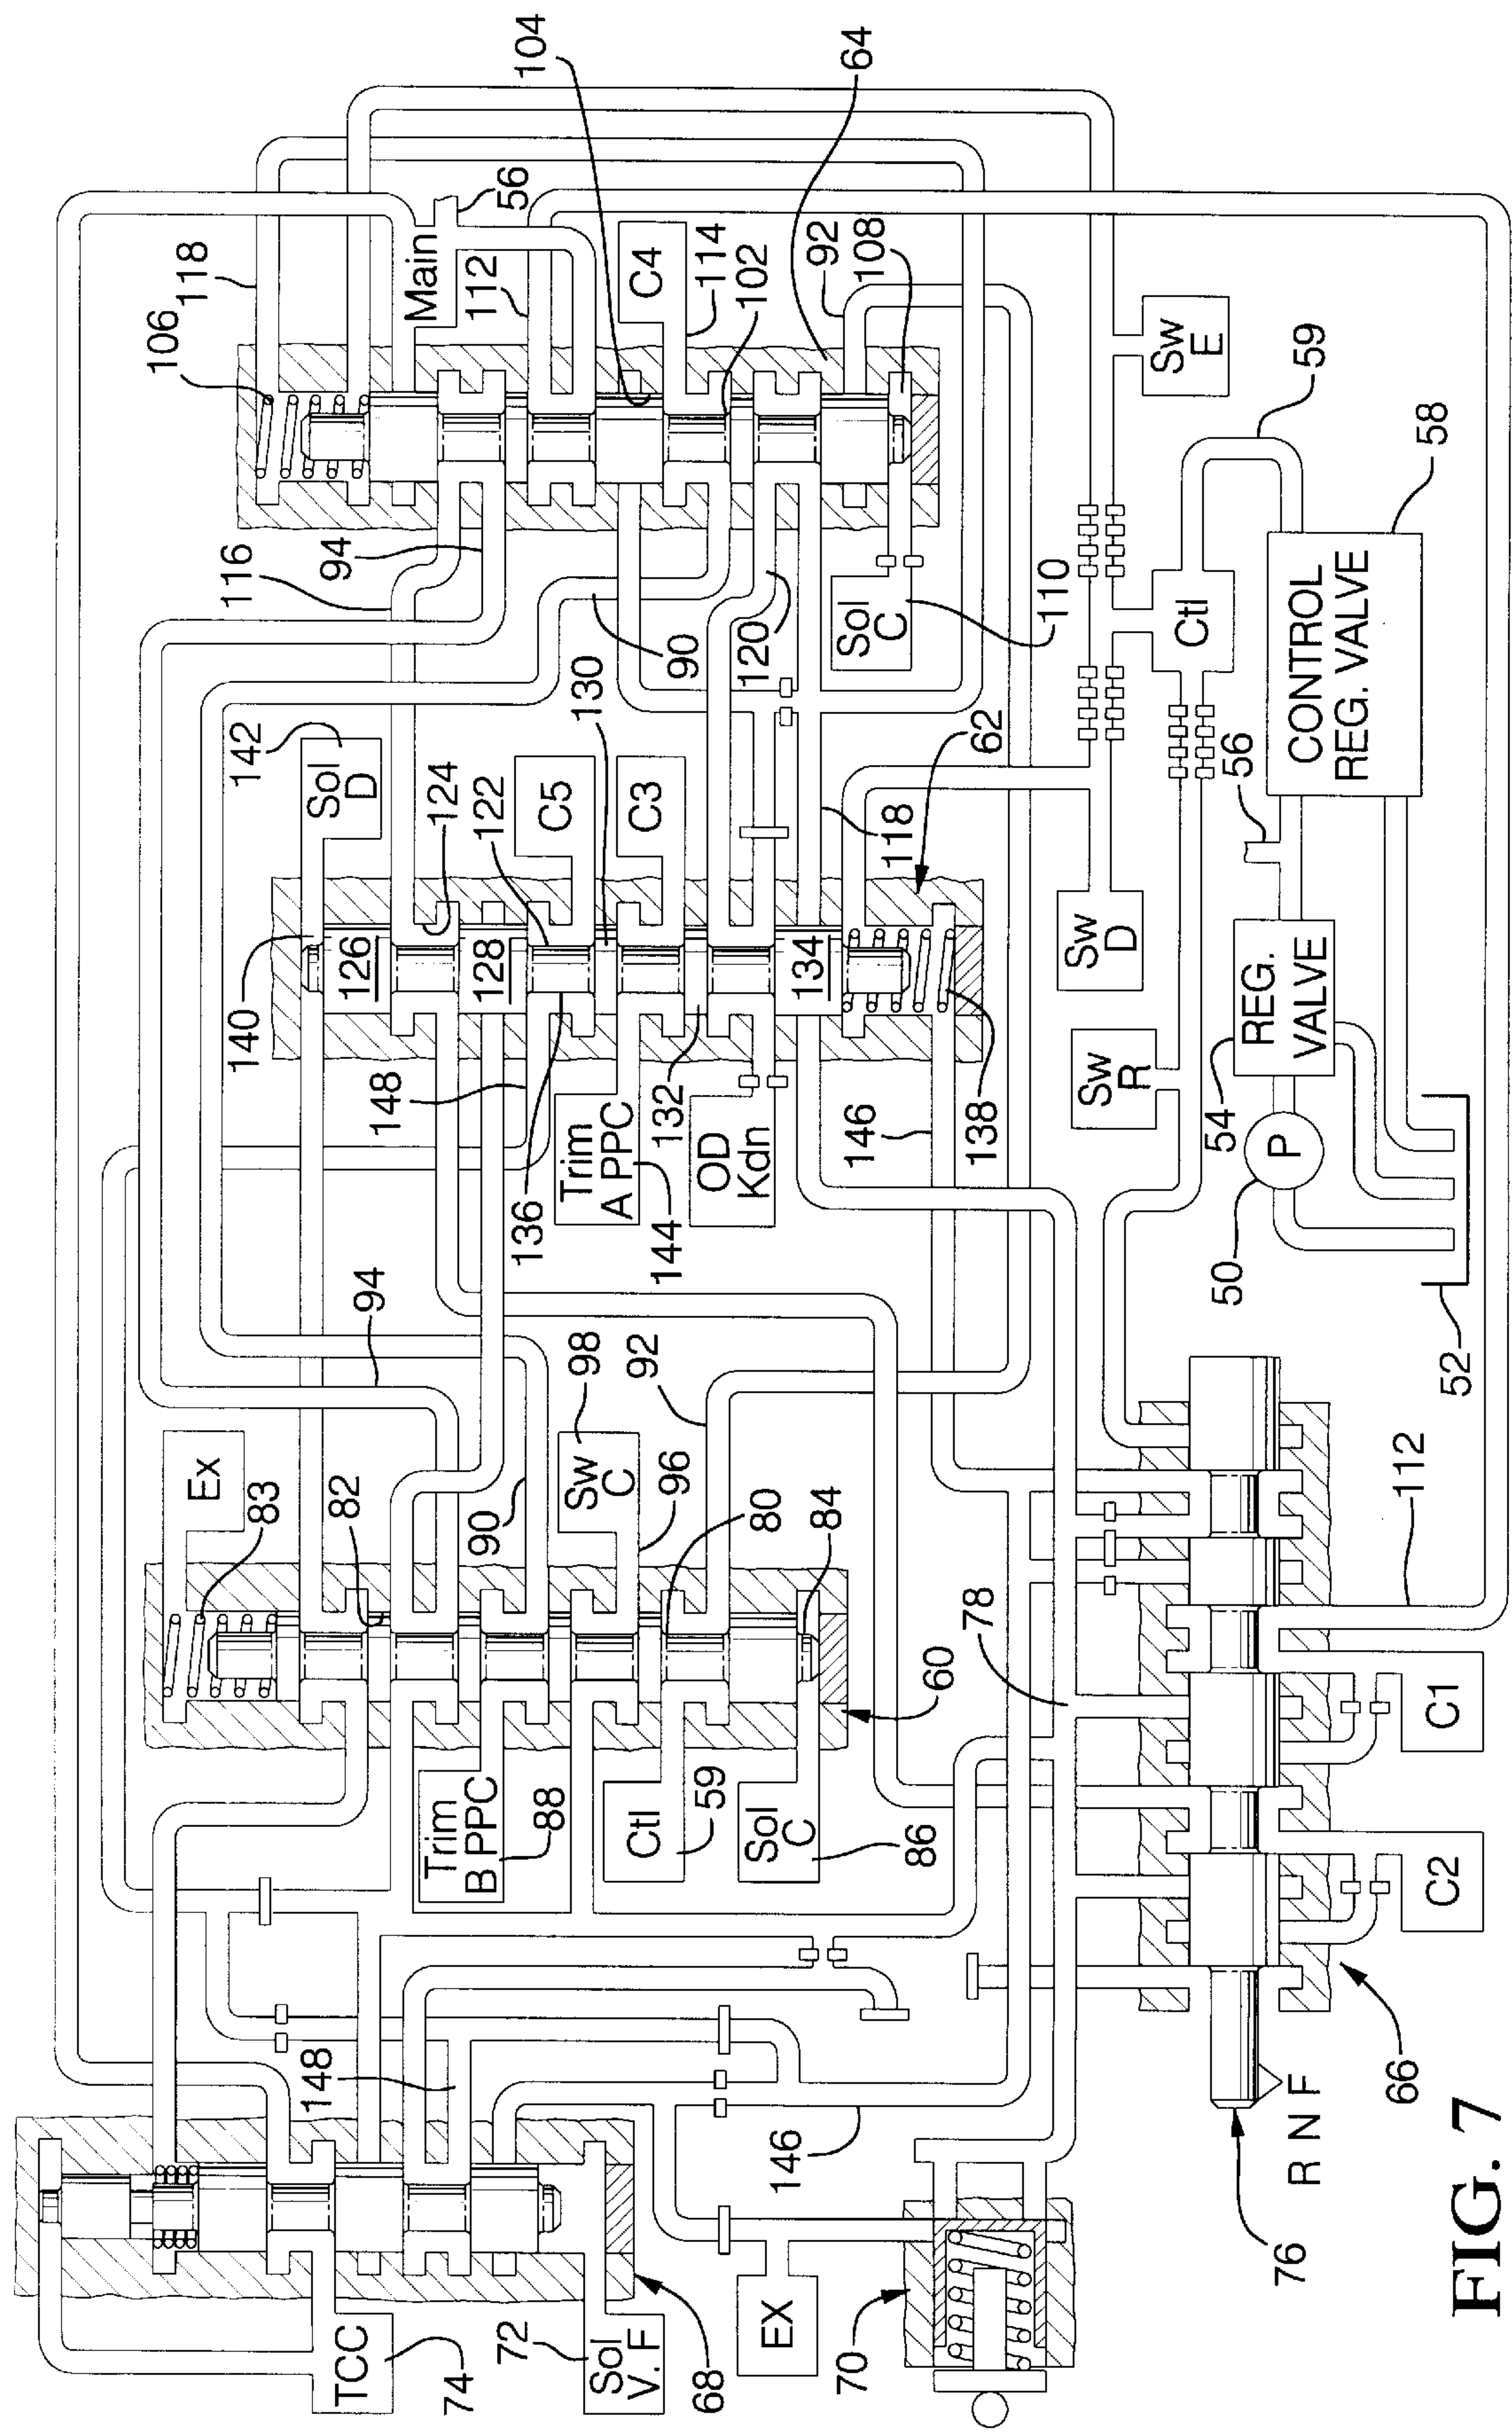 104
64
56
118
Main
112
C4
114
102
92
108
106
Sw
E
59
58
94
116
90
120
Sol
C
110
Ctl
CONTROL
REG. VALVE
130
142
Sol
D
124
122
C5
C3
118
62
56
140
126
128
134
Sw
D
148
132
146
138
Sw
R
54
REG.
VALVE
136
Trim
A PPC
144
OD
Kdn
50
P
52
94
98
92
Ex
83
82
90
Sw
C
96
80
84
112
78
60
Trim
B PPC
88
Ctl
59
Sol
C
86
C1
C2
148
146
66
76
R N F
TCC
74
72
Sol
V. F
68
EX
70
FIG. 7